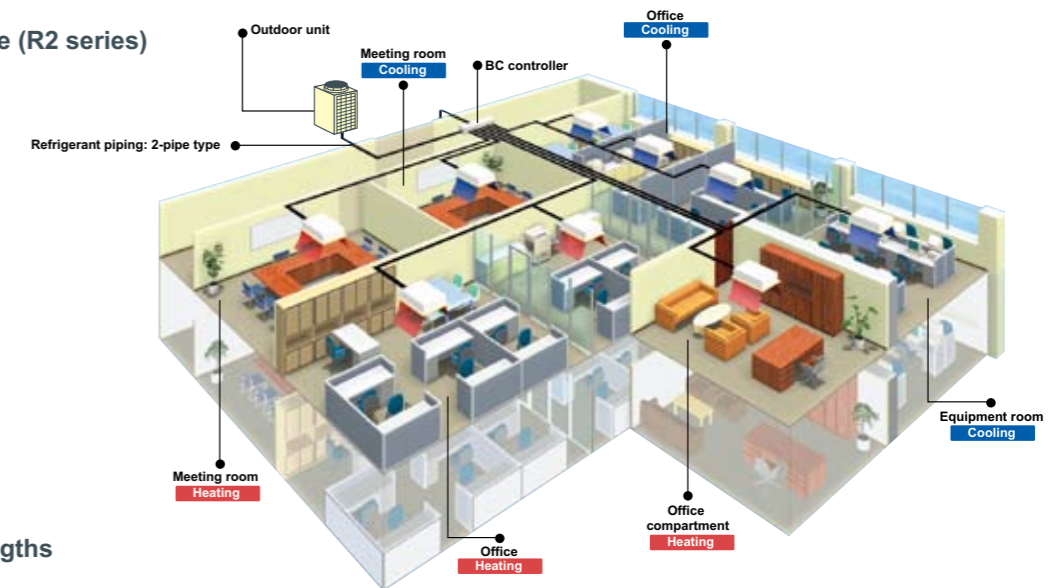 e (R2 series)
Outdoor unit
Office
Cooling
Meeting room
Cooling
BC controller
Refrigerant piping: 2-pipe type
Equipment room
Cooling
Meeting room
Heating
Office
compartment
Heating
Office
Heating
gths